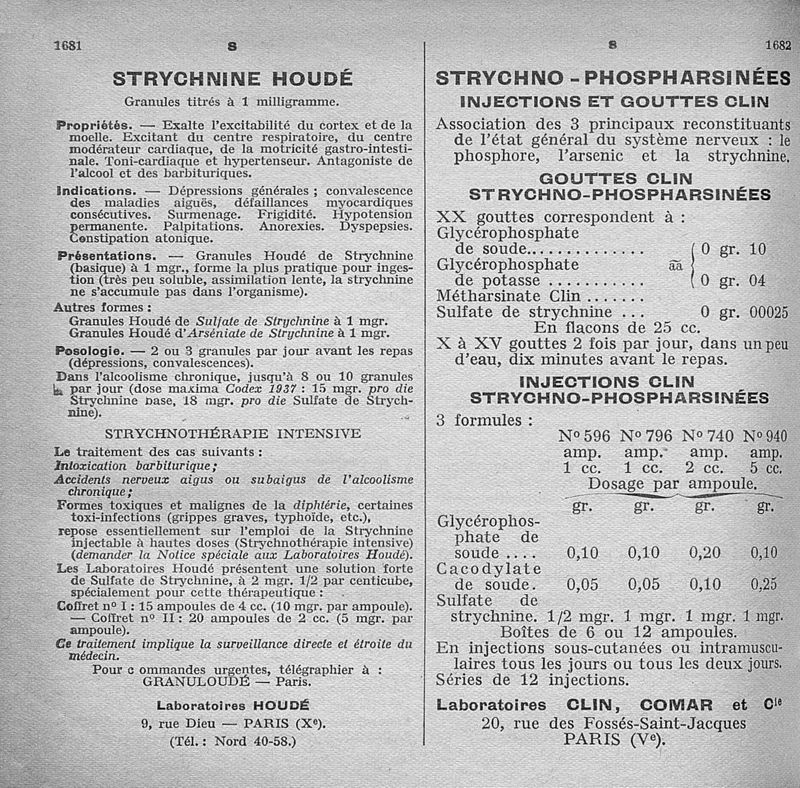 1681
S
STRYCHNINE HOUDÉ
Granules titrés à 1 milligramme.
Propriétés. — Exalte l'excitabilité du cortex et de la
moelle. Excitant du centre respiratoire, du centre
modérateur cardiaque, de la motricité gastro-intesti-
nale. Toni-cardiaque et hypertenseur. Antagoniste de
l'alcool et des barbituriques.
Indications. — Dépressions générales ; convalescence
des maladies aiguës, défaillances myocardiques
consécutives. Surmenage. Frigidité. Hypotension
permanente. Palpitations. Anorexies. Dyspepsies.
Constipation atonique.
Présentations. — Granules Houdé de Strychnine
(basique) à 1 mgr., forme la plus pratique pour inges-
tion (très peu soluble, assimilation lente, la strychnine
ne s'accumule pas dans l'organisme).
Autres formes :
Granules Houdé de Sulfate de Strychnine à 1 mgr.
Granules Houdé d'Arséniate de Strychnine à 1 mgr.
Posologie. — 2 ou 3 granules par jour avant les repas
(dépressions, convalescences).
Dans l'alcoolisme chronique, jusqu'à 8 ou 10 granules
par jour (dose maxima Codex 1937 : 15 mgr. pro die
Strychnine base, 18 mgr. pro die Sulfate de Strych-
nine).
STRYCHNOTHÉRAPIE INTENSIVE
Le traitement des cas suivants :
Intoxication barbiturique ;
Accidents nerveux aigus ou subaigus de l'alcoolisme
chronique ;
Formes toxiques et malignes de la diphtérie, certaines
toxi-infections (grippes graves, typhoïde, etc.),
repose essentiellement sur l'emploi de la Strychnine
injectable à hautes doses (Strychnothérapie intensive)
(demander la Notice spéciale aux Laboratoires Houdé).
Les Laboratoires Houdé présentent une solution forte
de Sulfate de Strychnine, à 2 mgr. 1/2 par centicube,
spécialement pour cette thérapeutique :
Coffret nº I : 15 ampoules de 4 cc. (10 mgr. par ampoule).
— Coffret nº II : 20 ampoules de 2 cc. (5 mgr. par
ampoule).
Ce traitement implique la surveillance directe et étroite du
médecin.
Pour c ommandes urgentes, télégraphier à :
GRANULOUDÉ — Paris.
Laboratoires HOUDÉ
9, rue Dieu — PARIS (Xe).
(Tél. : Nord 40-58.)
S
1682
STRYCHNO - PHOSPHARSINÉES
INJECTIONS ET GOUTTES CLIN
Association des 3 principaux reconstituants
de l'état général du système nerveux : le
phosphore, l'arsenic et la strychnine.
GOUTTES CLIN
STRYCHNO-PHOSPHARSINÉES
XX gouttes correspondent à :
Glycérophosphate
de soude............... 0 gr. 10
Glycérophosphate āā
de potasse ........... 0 gr. 04
Métharsinate Clin .......
Sulfate de strychnine ... 0 gr. 00025
En flacons de 25 cc.
X à XV gouttes 2 fois par jour, dans un peu
d'eau, dix minutes avant le repas.
INJECTIONS CLIN
STRYCHNO-PHOSPHARSINÉES
3 formules :
Nº 596 Nº 796 Nº 740 Nº 940
amp. amp. amp. amp.
1 cc. 1 cc. 2 cc. 5 cc.
Dosage par ampoule.
gr. gr. gr. gr.
Glycérophos-
phate de
soude .... 0,10 0,10 0,20 0,10
Cacodylate
de soude. 0,05 0,05 0,10 0,25
Sulfate de
strychnine. 1/2 mgr. 1 mgr. 1 mgr. 1 mgr.
Boîtes de 6 ou 12 ampoules.
En injections sous-cutanées ou intramuscu-
laires tous les jours ou tous les deux jours.
Séries de 12 injections.
Laboratoires CLIN, COMAR et Cie
20, rue des Fossés-Saint-Jacques
PARIS (Ve).